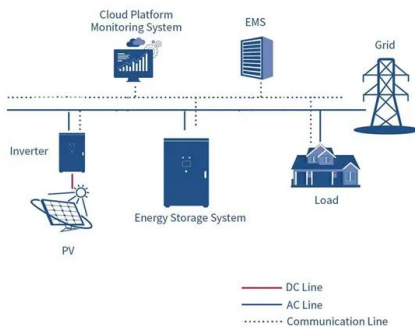 Cloud Platform
Monitoring System
EMS
Grid
Inverter
Energy Storage System
Load
PV
DC Line
AC Line
Communication Line